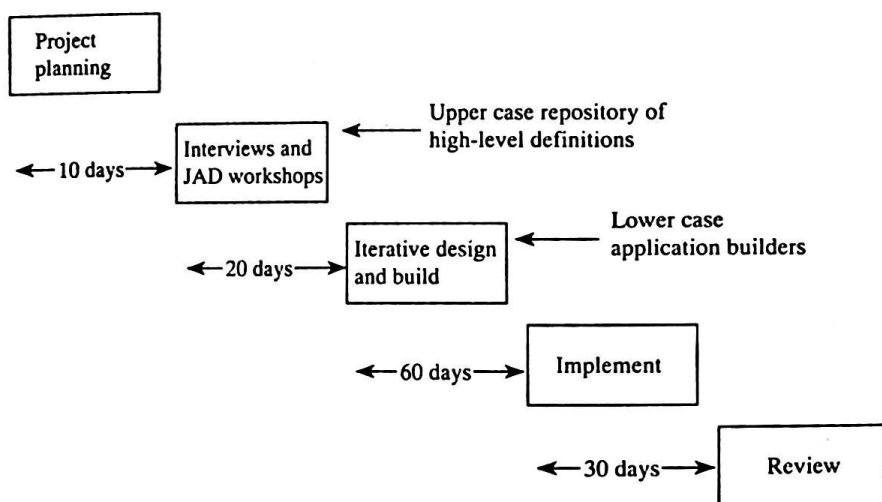 Project
planning
Upper case repository of
high-level definitions
Interviews and
JAD workshops
10 days
Lower case
application builders
Iterative design
and build
20 days
Implement
60 days
Review
30 days